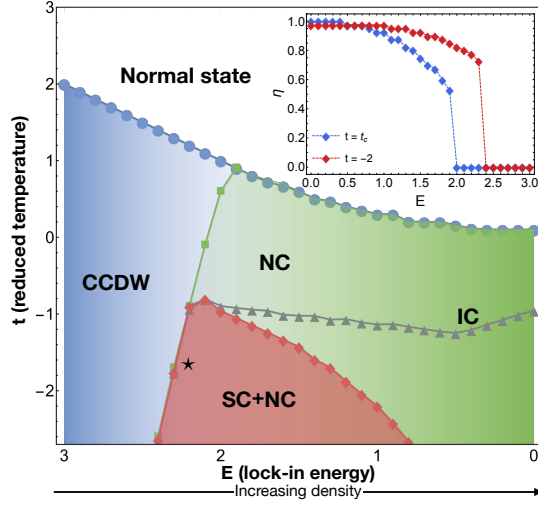 Normal state
CCDW
NC
IC
SC+NC
t (reduced temperature)
2
1
0
-1
-2
3
2
1
0
E (lock-in energy)
Increasing density
η
1.0
0.8
0.6
0.4
0.2
0.0
t = t_c
t = -2
0.0 0.5 1.0 1.5 2.0 2.5 3.0
E